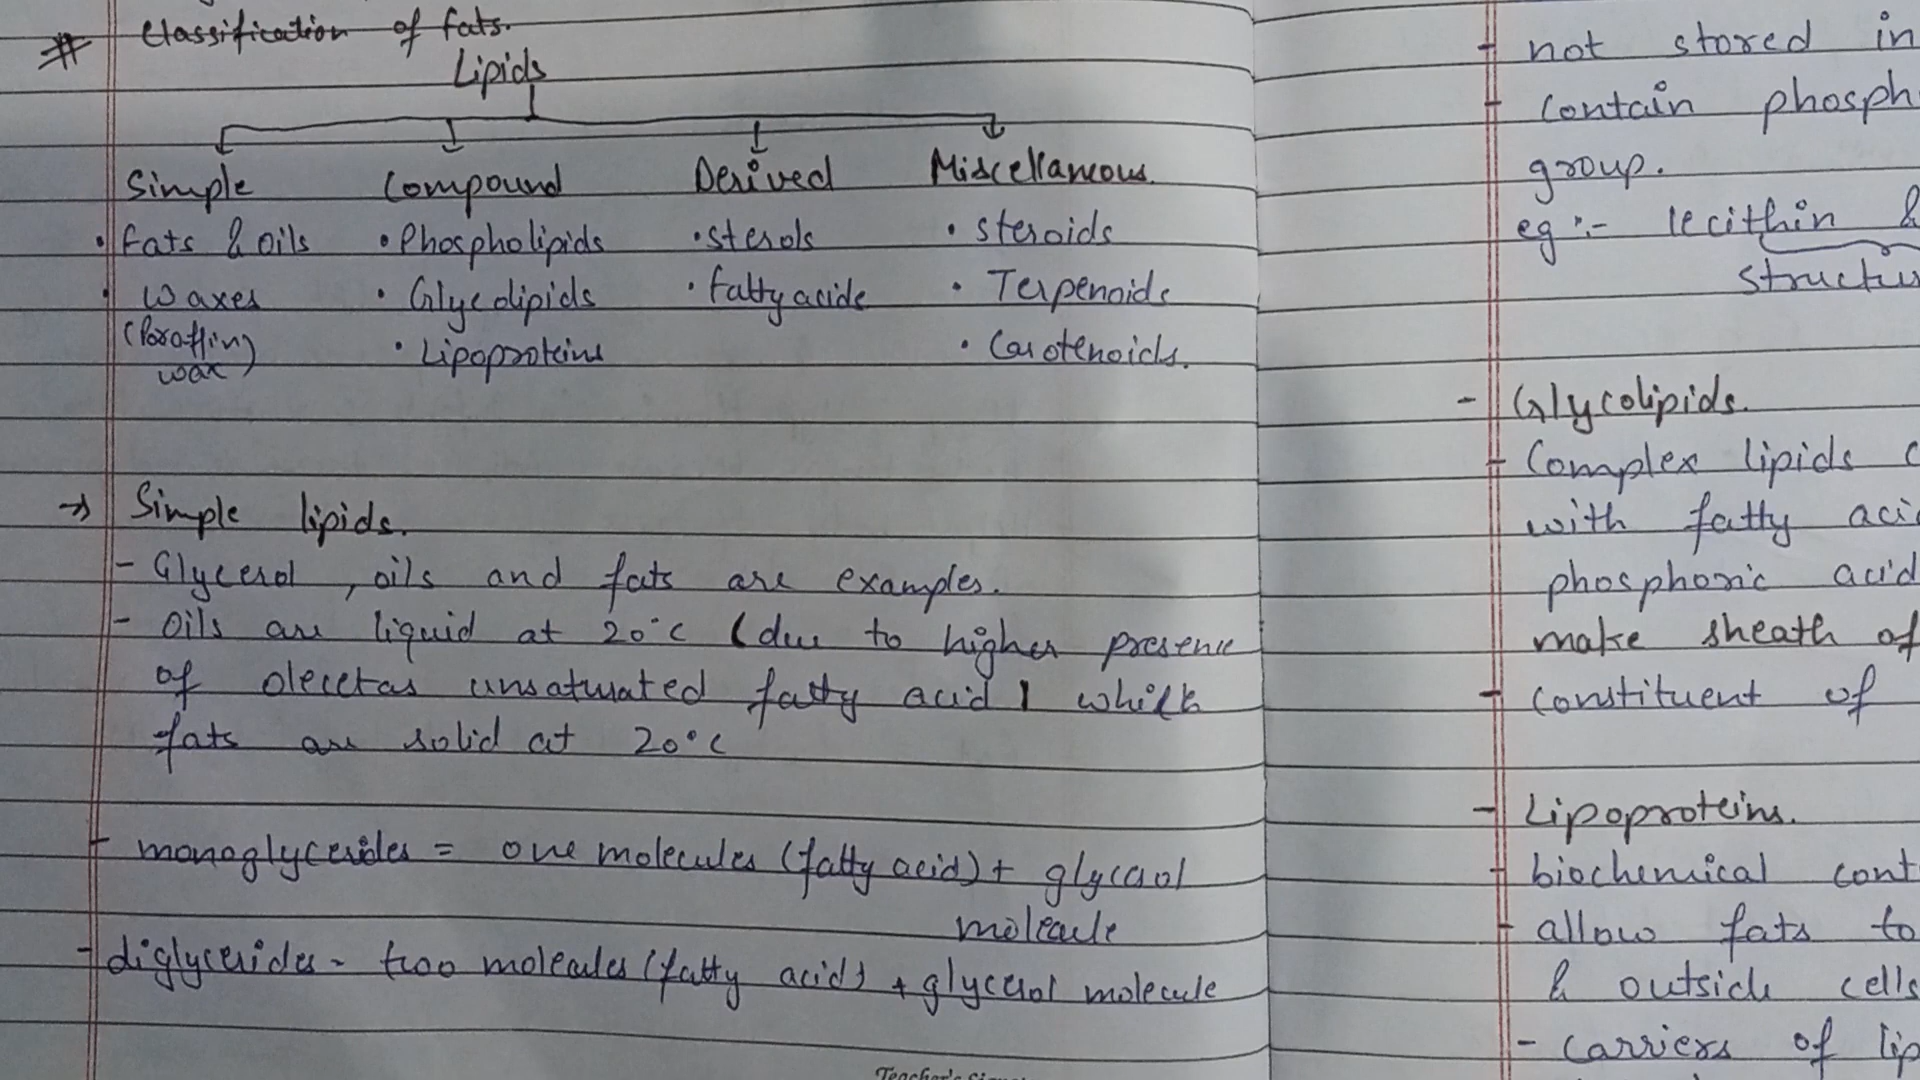 # Classification of fats.
Lipids
Simple Compound Derived Miscellaneous.
• fats & oils • Phospholipids • sterols • steroids
• waxes • Glycolipids • fatty acids • Terpenoids
(Paraffin wax) • Lipoproteins • Carotenoids.
→ Simple lipids.
- Glycerol, oils and fats are examples.
- Oils are liquid at 20°C (due to higher presence
of unsaturated fatty acid) while
fats are solid at 20°C
- monoglycerides = one molecules (fatty acid) + glycerol
molecule
- diglycerides - two molecules (fatty acid) + glycerol molecule
Teacher's
- not stored in
- contain phosph
group.
eg :- lecithin &
structu
- Glycolipids.
- Complex lipids c
with fatty aci
phosphoric acid
make sheath of
- constituent of
- Lipoproteins.
- biochemical cont
- allow fats to
& outside cells
- carriers of lip